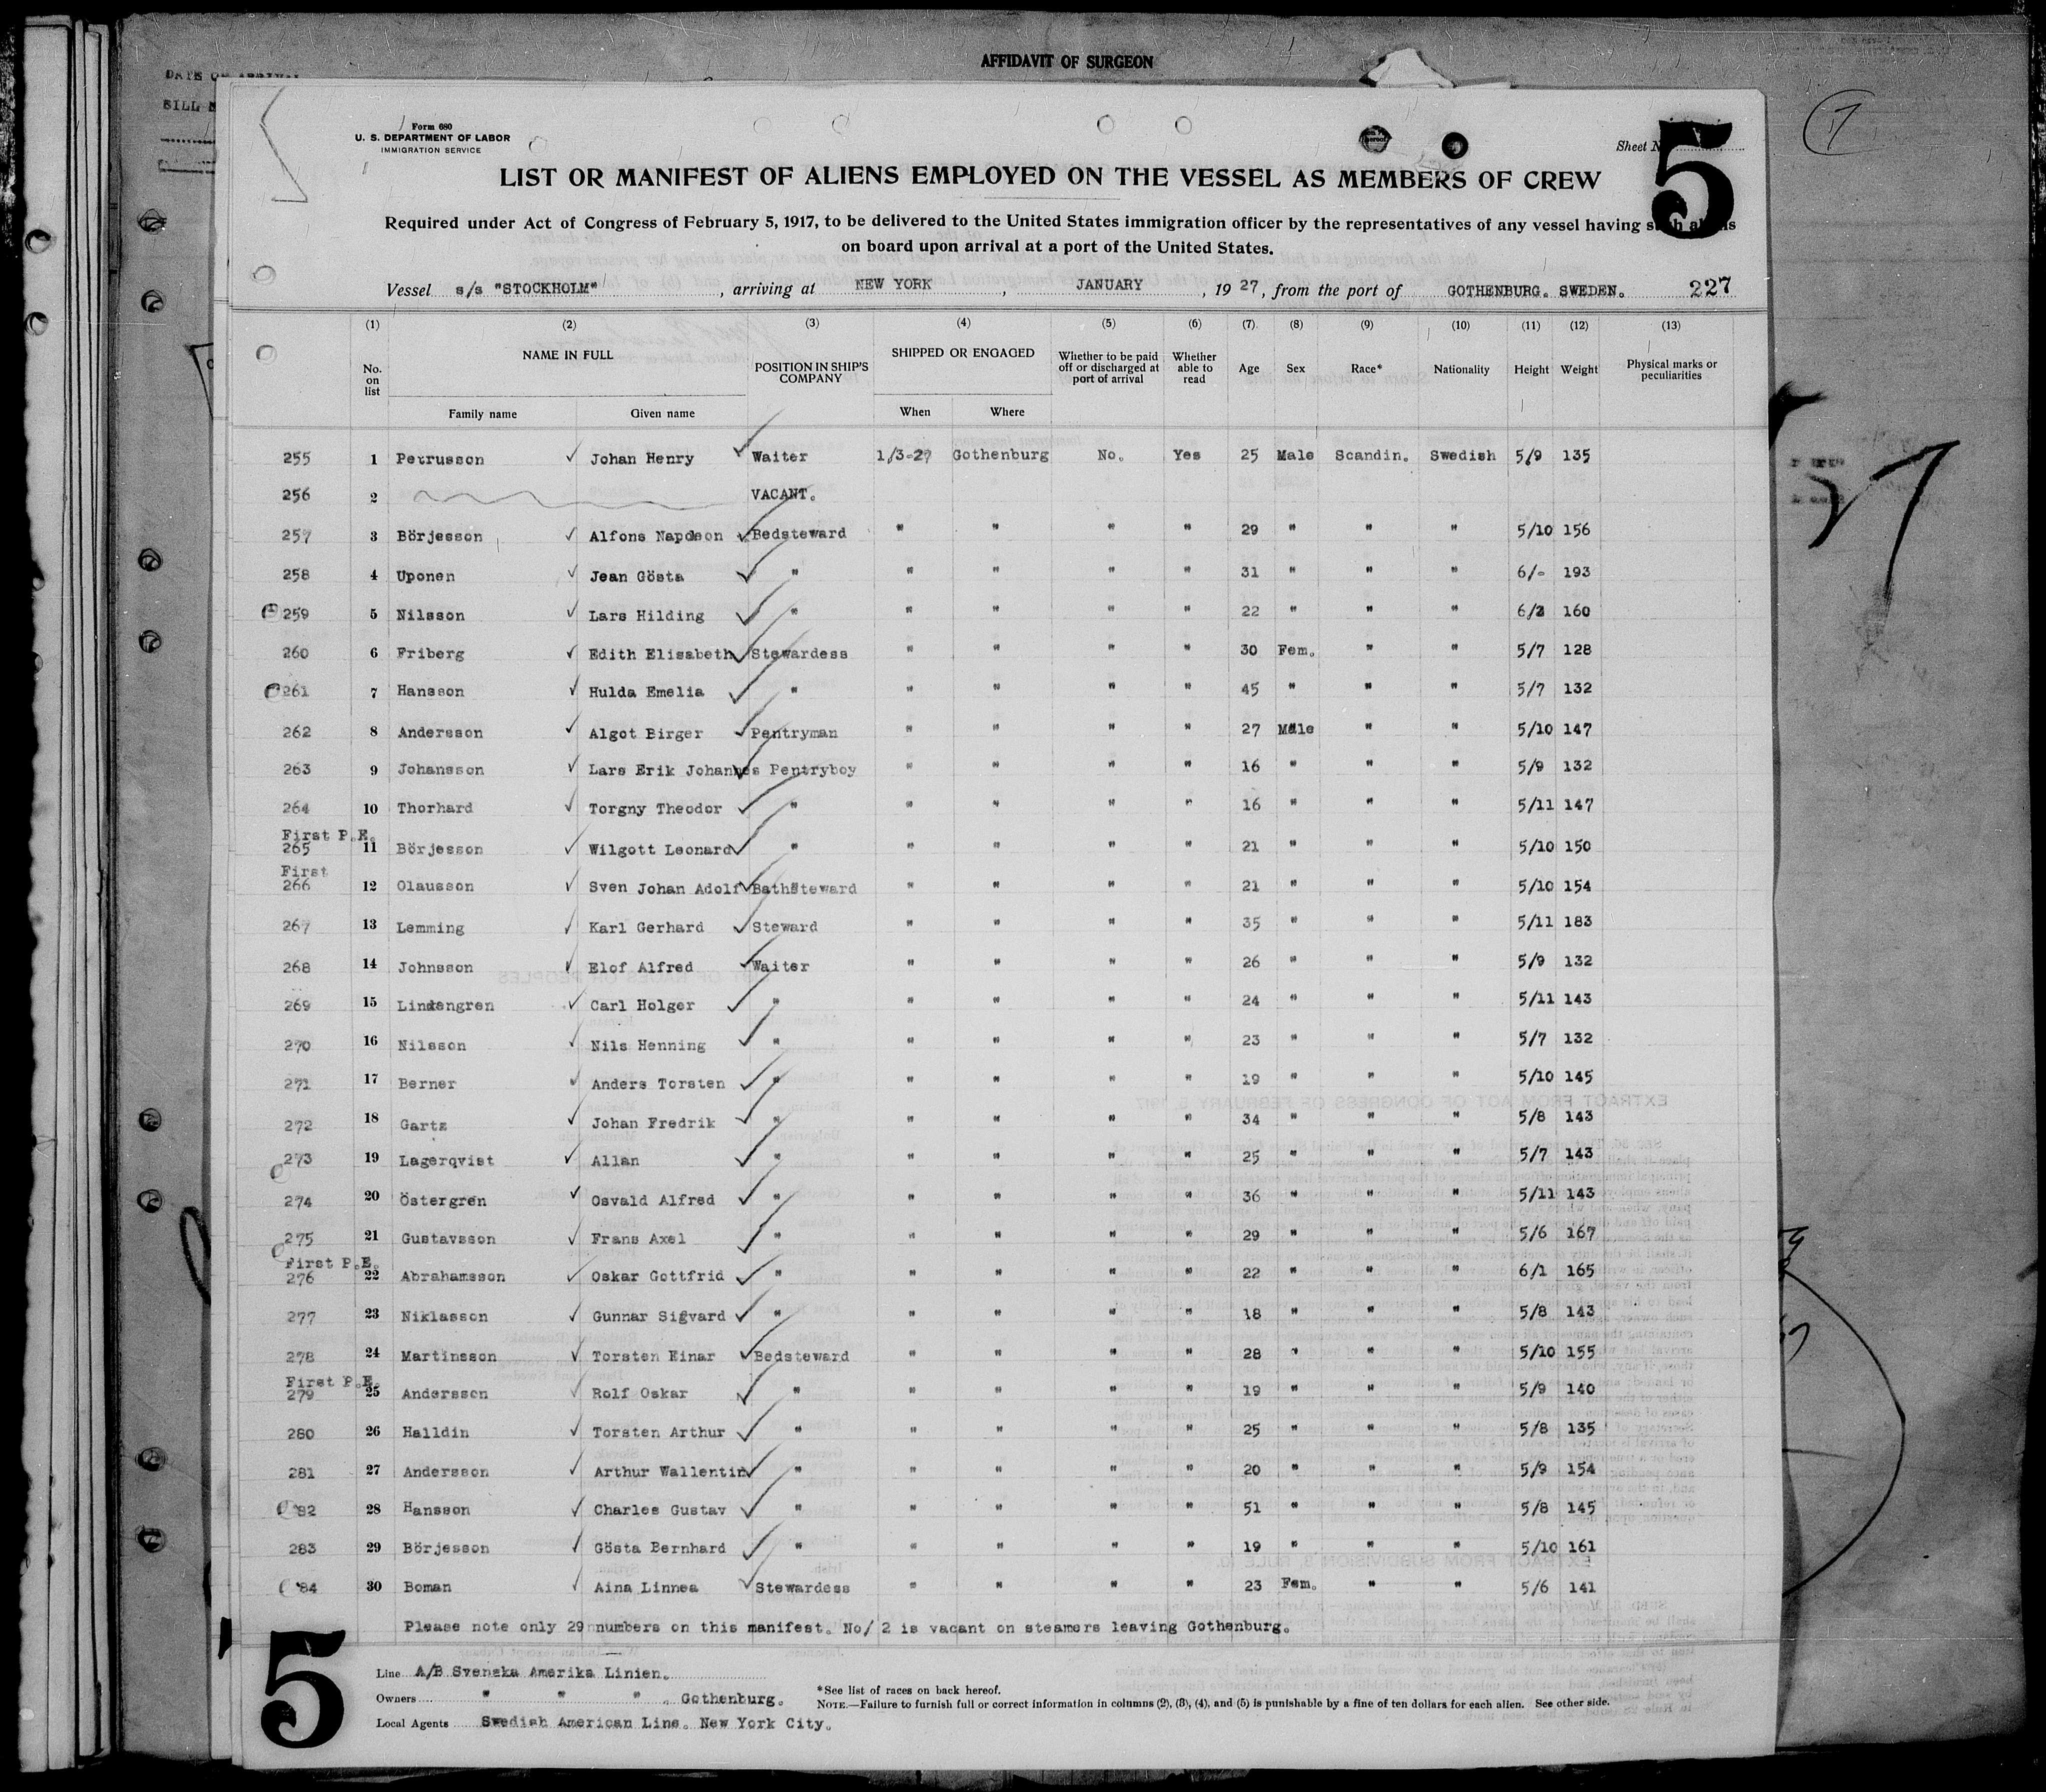 AFFIDAVIT OF SURGEON
Form 680
U. S. DEPARTMENT OF LABOR
IMMIGRATION SERVICE
Sheet
5
LIST OR MANIFEST OF ALIENS EMPLOYED ON THE VESSEL AS MEMBERS OF CREW
Required under Act of Congress of February 5, 1917, to be delivered to the United States immigration officer by the representatives of any vessel having such aliens
on board upon arrival at a port of the United States.
Vessel s/s "STOCKHOLM", arriving at NEW YORK, JANUARY, 1927, from the port of GOTHENBURG. SWEDEN. 227
(1) (2) (3) (4) (5) (6) (7) (8) (9) (10) (11) (12) (13)
No. on list NAME IN FULL Family name Given name POSITION IN SHIP'S COMPANY SHIPPED OR ENGAGED When Where Whether to be paid off or discharged at port of arrival Whether able to read Age Sex Race* Nationality Height Weight Physical marks or peculiarities
255 1 Petrusson Johan Henry Waiter 1/3-27 Gothenburg No. Yes 25 Male Scandin. Swedish 5/9 135
256 2 VACANT.
257 3 Börjesson Alfons Napoleon Bedsteward " " " " 29 " " " 5/10 156
258 4 Uponen Jean Gösta " " " " " 31 " " " 6/- 193
259 5 Nilsson Lars Hilding " " " " " 22 " " " 6/2 160
260 6 Friberg Edith Elisabeth Stewardess " " " " 30 Fem. " " 5/7 128
261 7 Hansson Hulda Emelia " " " " " 45 " " " 5/7 132
262 8 Andersson Algot Birger Pentryman " " " " 27 Male " " 5/10 147
263 9 Johansson Lars Erik Johannes Pentryboy " " " " 16 " " " 5/9 132
264 10 Thorhard Torgny Theodor " " " " " 16 " " " 5/11 147
First P.E.
265 11 Börjesson Wilgott Leonard " " " " " 21 " " " 5/10 150
First
266 12 Olausson Sven Johan Adolf Bathsteward " " " " 21 " " " 5/10 154
267 13 Lemming Karl Gerhard Steward " " " " 35 " " " 5/11 183
268 14 Johnsson Elof Alfred Waiter " " " " 26 " " " 5/9 132
269 15 Lindengren Carl Holger " " " " " 24 " " " 5/11 143
270 16 Nilsson Nils Henning " " " " " 23 " " " 5/7 132
271 17 Berner Anders Torsten " " " " " 19 " " " 5/10 145
272 18 Gartz Johan Fredrik " " " " " 34 " " " 5/8 143
273 19 Lagerqvist Allan " " " " " 25 " " " 5/7 143
274 20 Östergren Osvald Alfred " " " " " 36 " " " 5/11 143
275 21 Gustavsson Frans Axel " " " " " 29 " " " 5/6 167
First P.E.
276 22 Abrahamsson Oskar Gottfrid " " " " " 22 " " " 6/1 165
277 23 Niklasson Gunnar Sigvard " " " " " 18 " " " 5/8 143
278 24 Martinsson Torsten Einar Bedsteward " " " " 28 " " " 5/10 155
First P.E.
279 25 Andersson Rolf Oskar " " " " " 19 " " " 5/9 140
280 26 Halldin Torsten Arthur " " " " " 25 " " " 5/8 135
281 27 Andersson Arthur Wallentin " " " " " 20 " " " 5/9 154
282 28 Hansson Charles Gustav " " " " " 51 " " " 5/8 145
283 29 Börjesson Gösta Bernhard " " " " " 19 " " " 5/10 161
284 30 Boman Aina Linnea Stewardess " " " " 23 Fem. " " 5/6 141
Please note only 29 numbers on this manifest. No/ 2 is vacant on steamers leaving Gothenburg.
5
Line A/B Svenska Amerika Linien.
Owners " " " . Gothenburg.
Local Agents Swedish American Line. New York City.
*See list of races on back hereof.
NOTE.—Failure to furnish full or correct information in columns (2), (3), (4), and (5) is punishable by a fine of ten dollars for each alien. See other side.